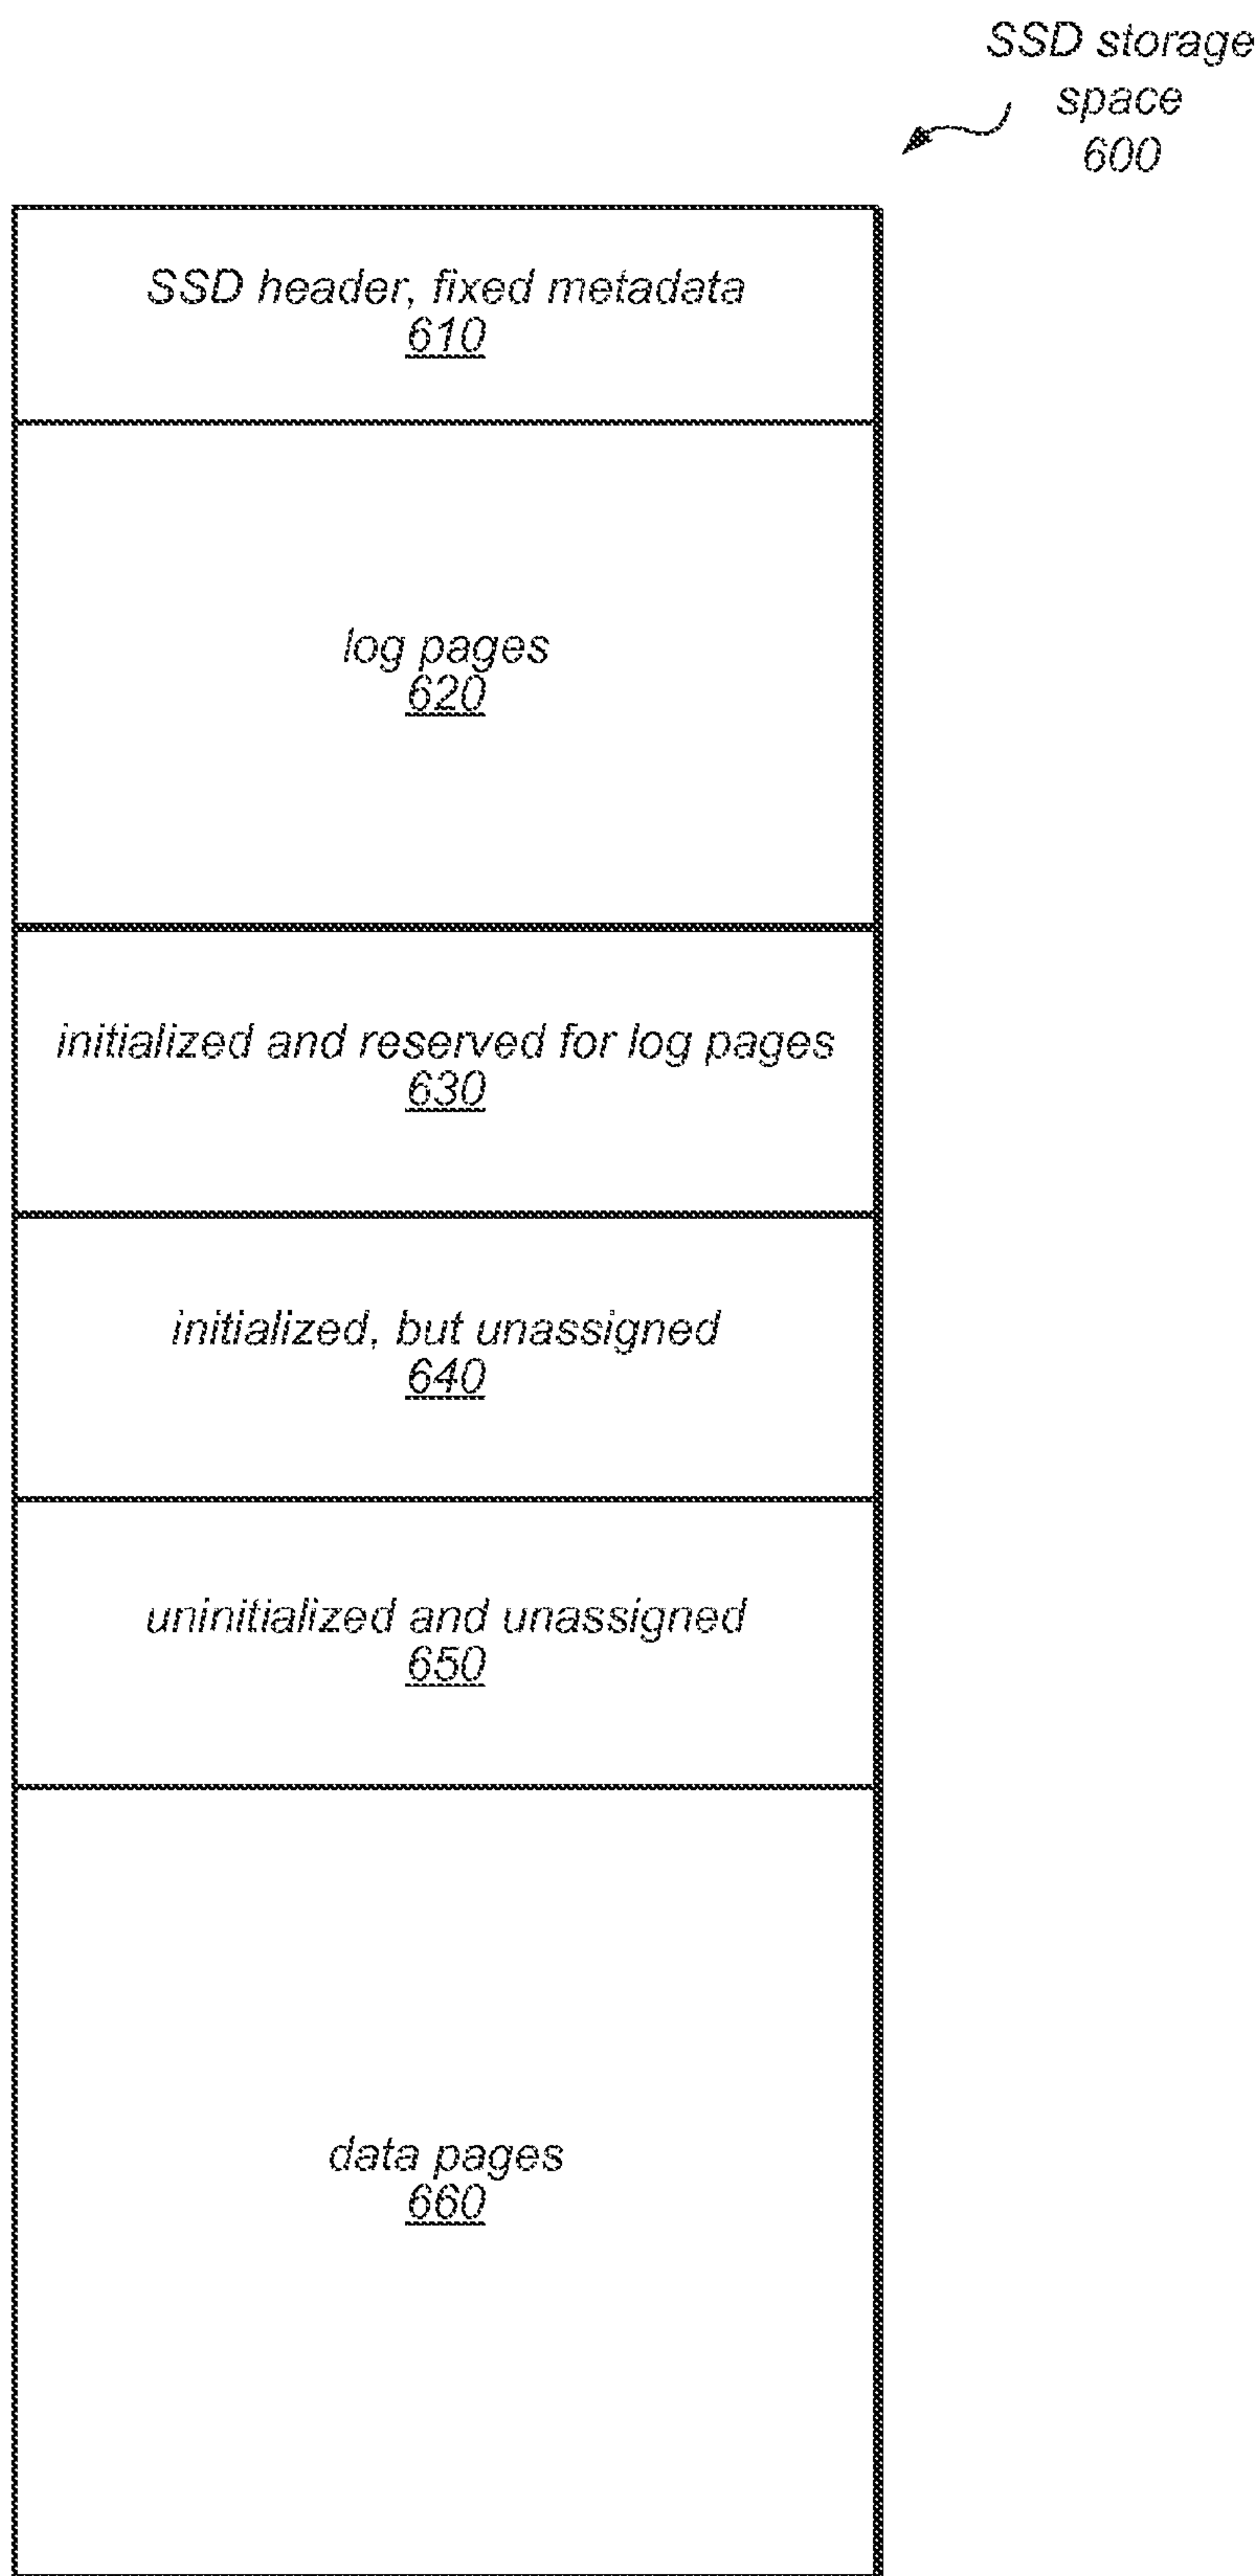 SSD storage
space
600
SSD header, fixed metadata
610
log pages
620
initialized and reserved for log pages
630
initialized, but unassigned
640
uninitialized and unassigned
650
data pages
660